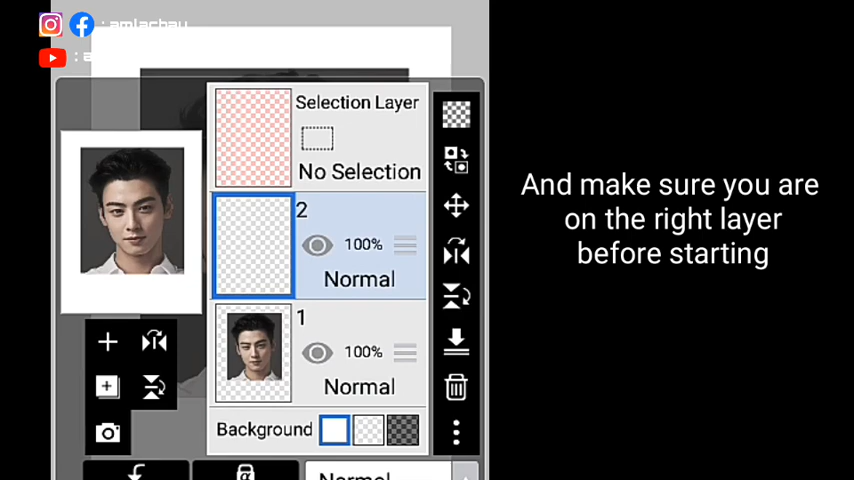 : amlachay
:
Selection Layer
No Selection
2
100%
Normal
1
100%
Normal
Background
Normal
And make sure you are
on the right layer
before starting